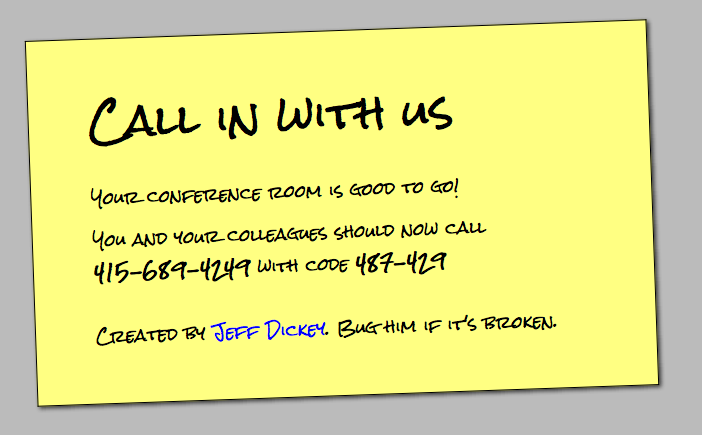 Call in with us
Your conference room is good to go!
You and your colleagues should now call
415-689-4249 with code 487-429
Created by Jeff Dickey. Bug him if it's broken.